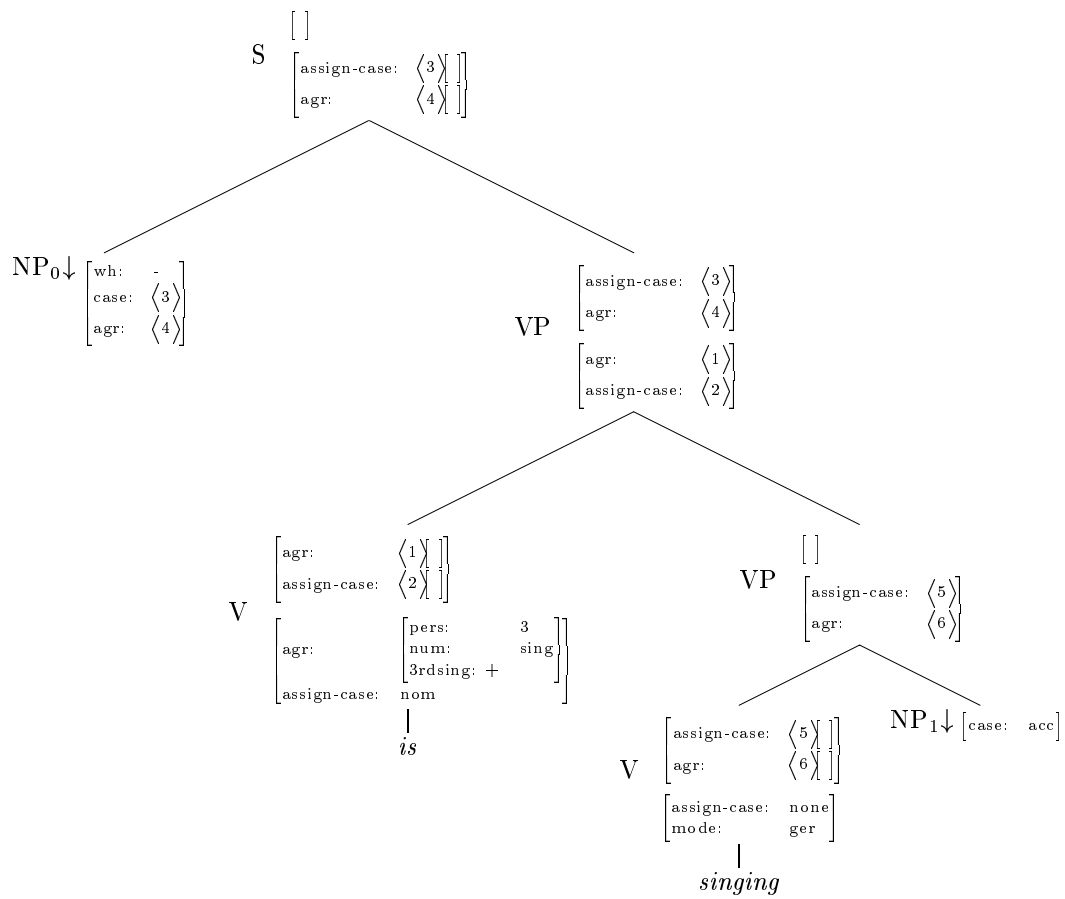 S [ ]
[assign-case: ⟨3⟩[ ]
agr: ⟨4⟩[ ]]
NP₀↓ [wh: -
case: ⟨3⟩
agr: ⟨4⟩]
VP [assign-case: ⟨3⟩
agr: ⟨4⟩]
[agr: ⟨1⟩
assign-case: ⟨2⟩]
V [agr: ⟨1⟩[ ]
assign-case: ⟨2⟩[ ]]
[agr: [pers: 3
num: sing
3rdsing: +]
assign-case: nom]
is
VP [ ]
[assign-case: ⟨5⟩
agr: ⟨6⟩]
V [assign-case: ⟨5⟩[ ]
agr: ⟨6⟩[ ]]
[assign-case: none
mode: ger]
singing
NP₁↓ [case: acc]